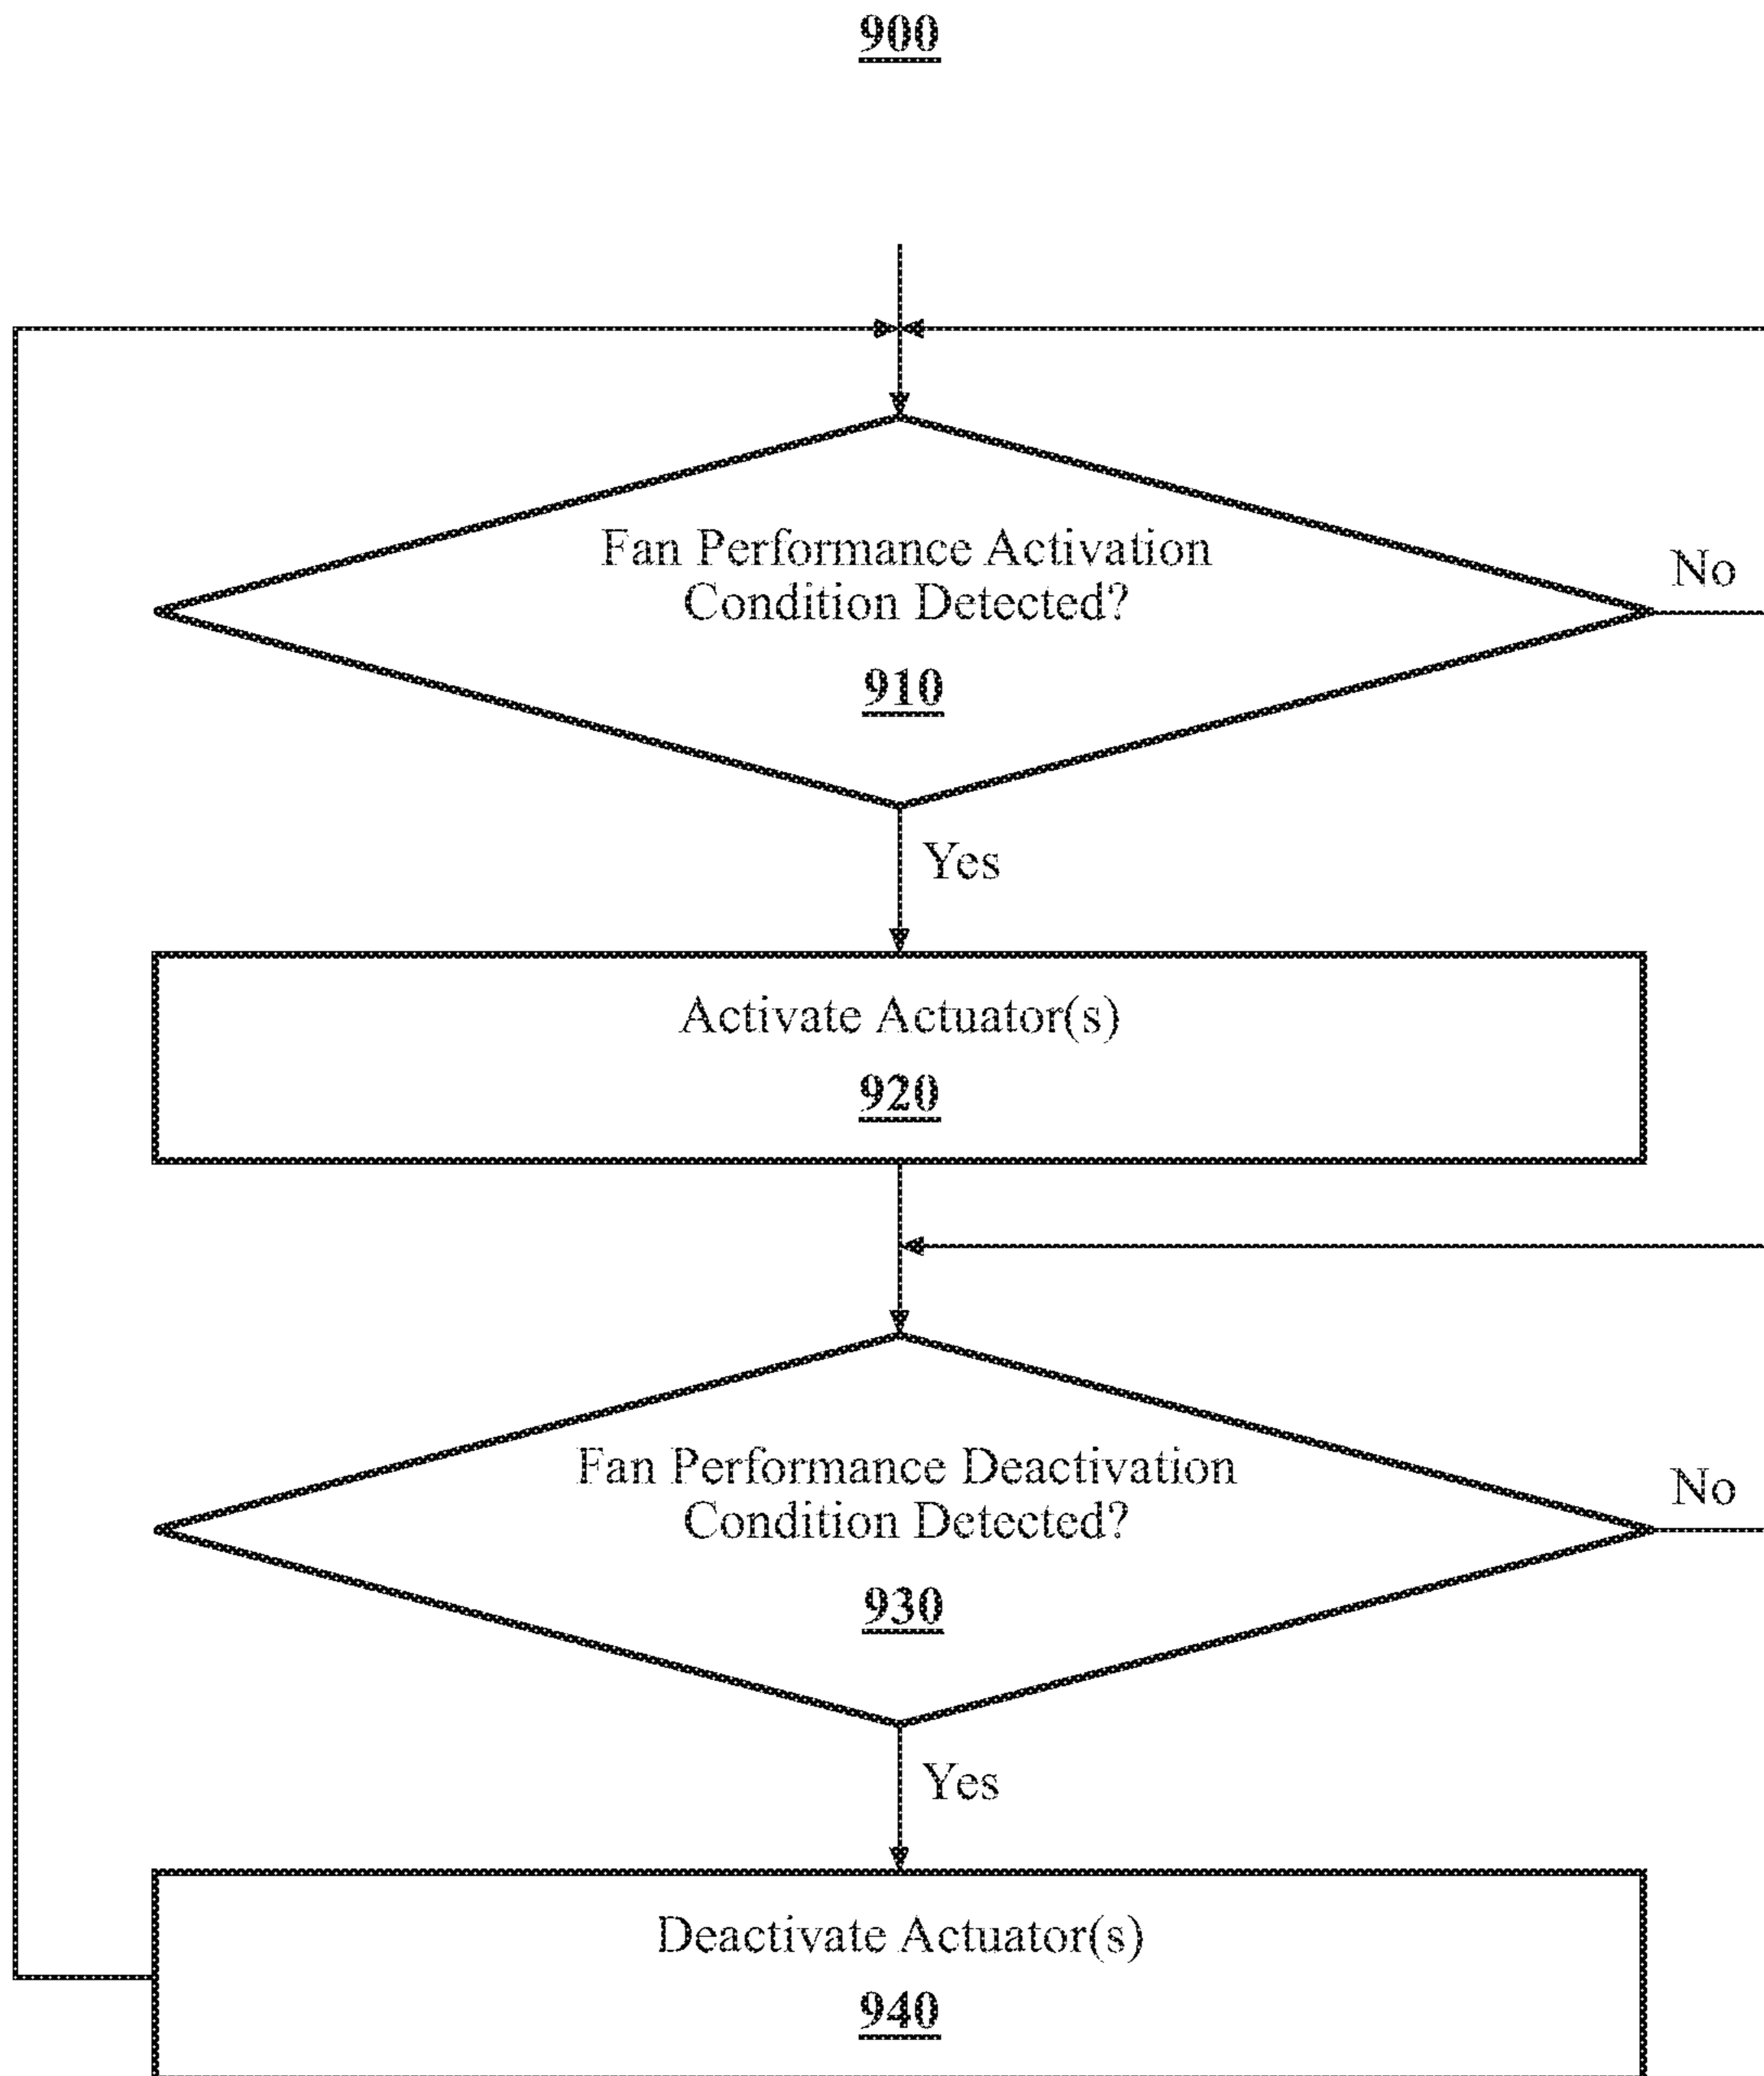 900
Fan Performance Activation
Condition Detected?
No
910
Yes
Activate Actuator(s)
920
Fan Performance Deactivation
Condition Detected?
No
930
Yes
Deactivate Actuator(s)
940